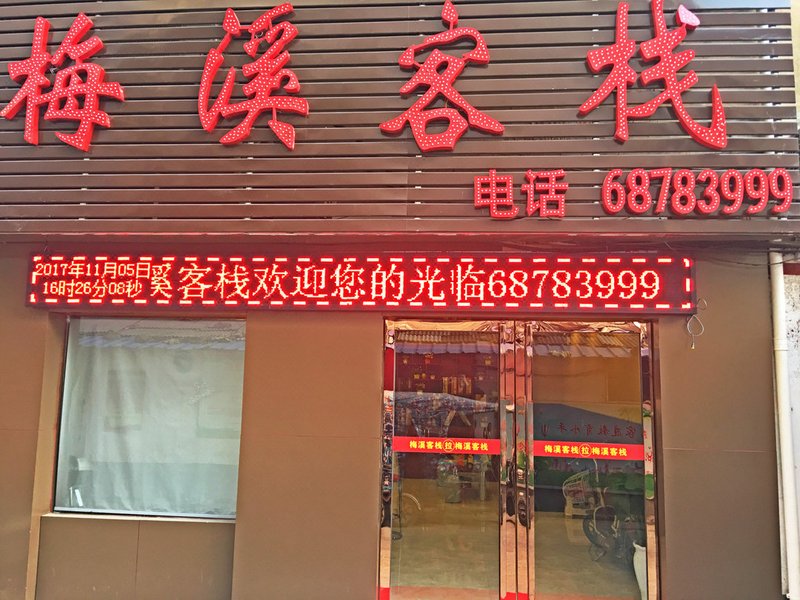 梅溪客栈
电话 68783999
2017年11月05日
16时26分08秒
溪客栈欢迎您的光临68783999
梅溪客栈 拉 梅溪客栈
梅溪客栈 拉 梅溪客栈